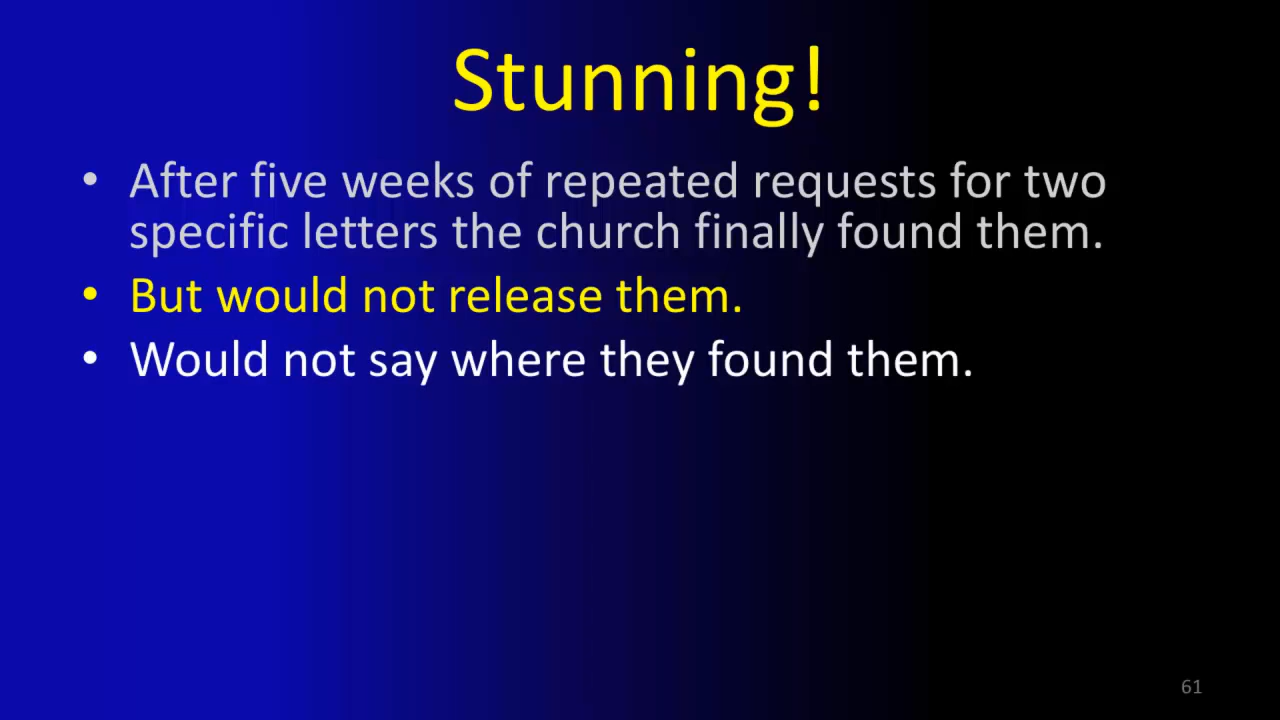 Stunning!
• After five weeks of repeated requests for two
specific letters the church finally found them.
• But would not release them.
• Would not say where they found them.
61